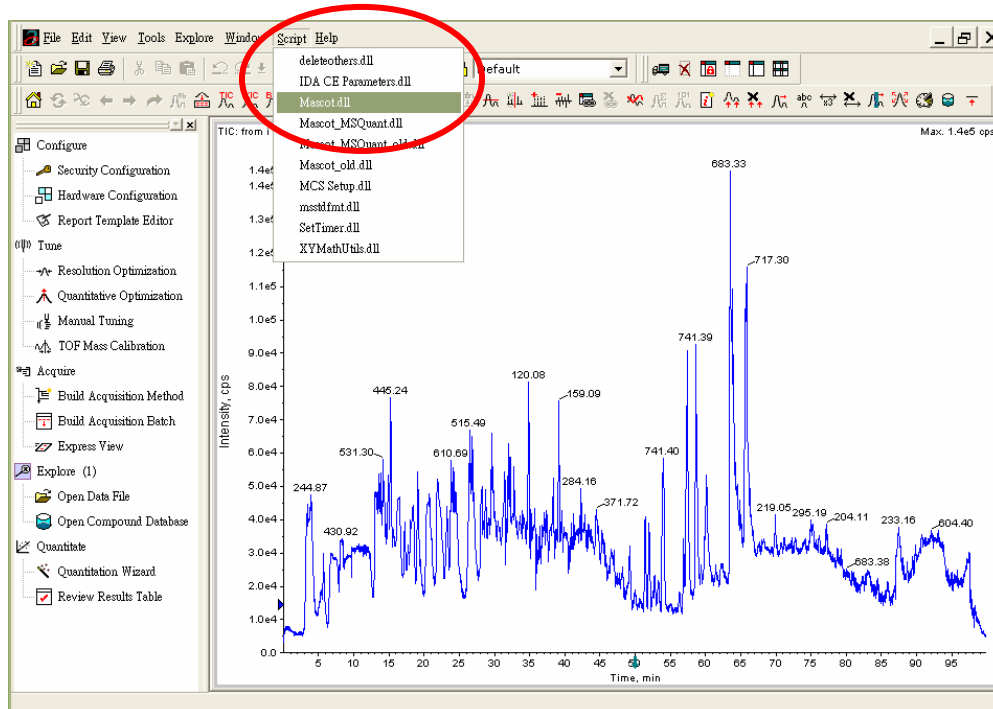 File Edit View Tools Explore Window Script Help
deleteothers.dll
IDA CE Parameters.dll
Mascot.dll
Mascot_MSQuant.dll
Mascot_MSQuant_old.dll
Mascot_old.dll
MCS Setup.dll
msstdfmt.dll
SetTimer.dll
XYMathUtils.dll
Configure
Security Configuration
Hardware Configuration
Report Template Editor
Tune
Resolution Optimization
Quantitative Optimization
Manual Tuning
TOF Mass Calibration
Acquire
Build Acquisition Method
Build Acquisition Batch
Express View
Explore (1)
Open Data File
Open Compound Database
Quantitate
Quantitation Wizard
Review Results Table
TIC: from
Max. 1.4e5 cps
Intensity, cps
1.1e5
1.0e5
9.0e4
8.0e4
7.0e4
6.0e4
5.0e4
4.0e4
3.0e4
2.0e4
1.0e4
0.0
244.87
430.92
531.30
445.24
610.69
515.49
120.08
159.09
284.16
371.72
741.40
741.39
683.33
717.30
219.05
295.19
204.11
683.38
233.16
604.40
5 10 15 20 25 30 35 40 45 50 55 60 65 70 75 80 85 90 95
Time, min